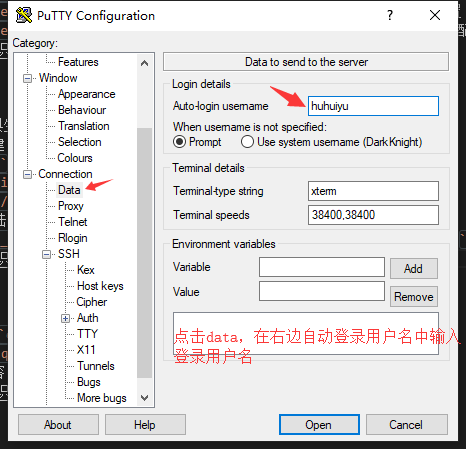 PuTTY Configuration
?
Category:
Features
Window
Appearance
Behaviour
Translation
Selection
Colours
Connection
Data
Proxy
Telnet
Rlogin
SSH
Kex
Host keys
Cipher
Auth
TTY
X11
Tunnels
Bugs
More bugs
Data to send to the server
Login details
Auto-login username
huhuiyu
When username is not specified:
Prompt
Use system username (DarkKnight)
Terminal details
Terminal-type string
xterm
Terminal speeds
38400,38400
Environment variables
Variable
Add
Value
Remove
点击data，在右边自动登录用户名中输入
登录用户名
About
Help
Open
Cancel